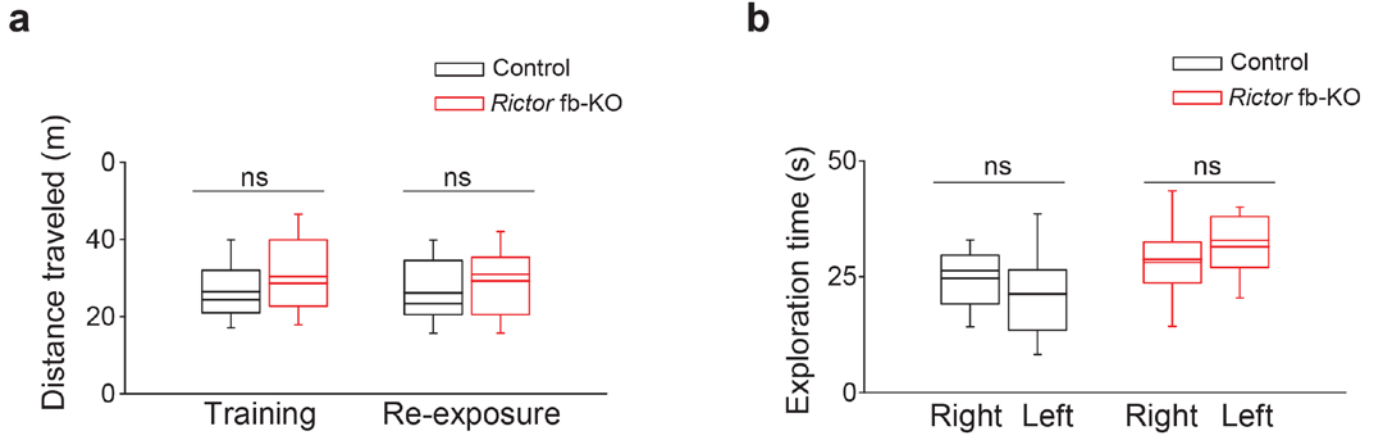 a
Control
Rictor fb-KO
Distance traveled (m)
0
40
20
0
ns
ns
Training
Re-exposure
b
Control
Rictor fb-KO
Exploration time (s)
50
25
0
ns
ns
Right Left
Right Left